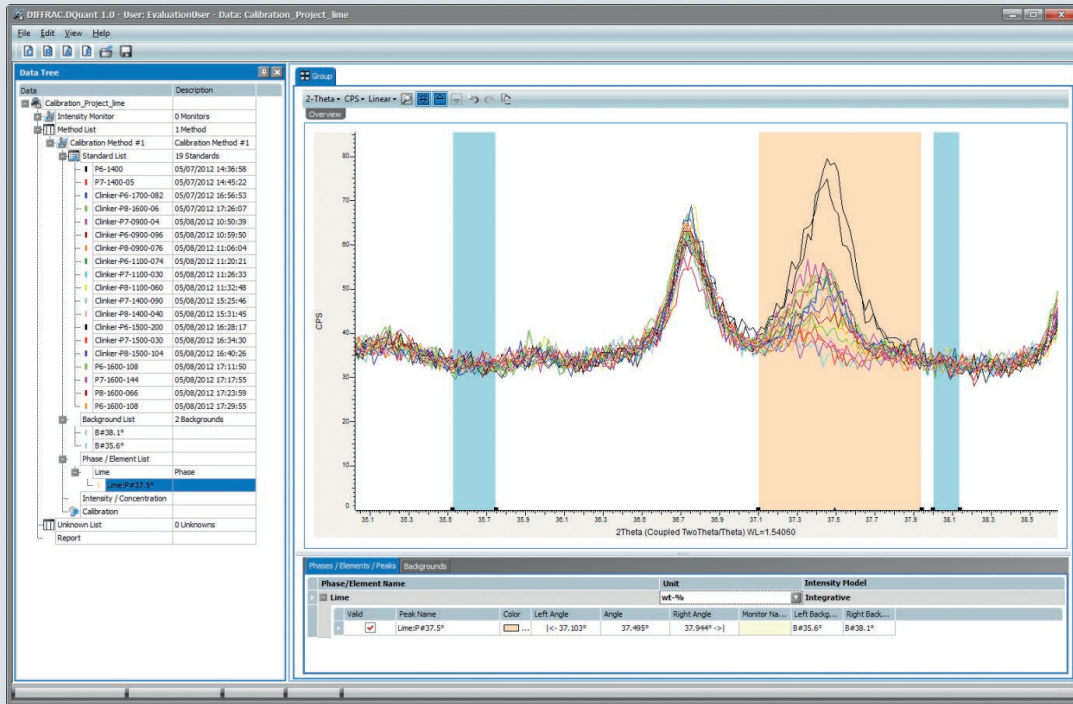 DIFFRAC.DQuant 1.0 - User: EvaluationUser - Data: Calibration_Project_lime
File Edit View Help
Data Tree
Data Description
Calibration_Project_lime
Intensity Monitor 0 Monitors
Method List 1 Method
Calibration Method #1 Calibration Method #1
Standard List 19 Standards
P6-1400 05/07/2012 14:36:58
P7-1400-05 05/07/2012 14:45:22
Clinker-P6-1700-082 05/07/2012 16:56:53
Clinker-P8-1600-06 05/07/2012 17:26:07
Clinker-P7-0900-04 05/08/2012 10:50:39
Clinker-P6-0900-096 05/08/2012 10:59:50
Clinker-P8-0900-076 05/08/2012 11:06:04
Clinker-P6-1100-074 05/08/2012 11:20:21
Clinker-P7-1100-030 05/08/2012 11:26:33
Clinker-P8-1100-060 05/08/2012 11:32:48
Clinker-P7-1400-090 05/08/2012 15:25:46
Clinker-P8-1400-040 05/08/2012 15:31:45
Clinker-P6-1500-200 05/08/2012 16:28:17
Clinker-P7-1500-030 05/08/2012 16:34:30
Clinker-P8-1500-104 05/08/2012 16:40:26
P6-1600-108 05/08/2012 17:11:50
P7-1600-144 05/08/2012 17:17:55
P8-1600-066 05/08/2012 17:23:59
P6-1600-108 05/08/2012 17:29:55
Background List 2 Backgrounds
B#38.1°
B#35.6°
Phase / Element List
Lime Phase
Lime:P#37.5°
Intensity / Concentration
Calibration
Unknown List 0 Unknowns
Report
Group
2-Theta CPS Linear
Overview
80
70
60
50
40
30
20
10
0
CPS
35.3 35.5 35.7 35.9 36.1 36.3 36.5 36.7 36.9 37.1 37.3 37.5 37.7 37.9 38.1 38.3 38.5
2Theta (Coupled TwoTheta/Theta) WL=1.54060
Phases / Elements / Peaks Backgrounds
Phase/Element Name Unit Intensity Model
Lime wt-% Integrative
Valid Peak Name Color Left Angle Angle Right Angle Monitor Na... Left Backg... Right Back...
Lime:P#37.5° ... |<- 37.103° 37.495° 37.944° ->| B#35.6° B#38.1°